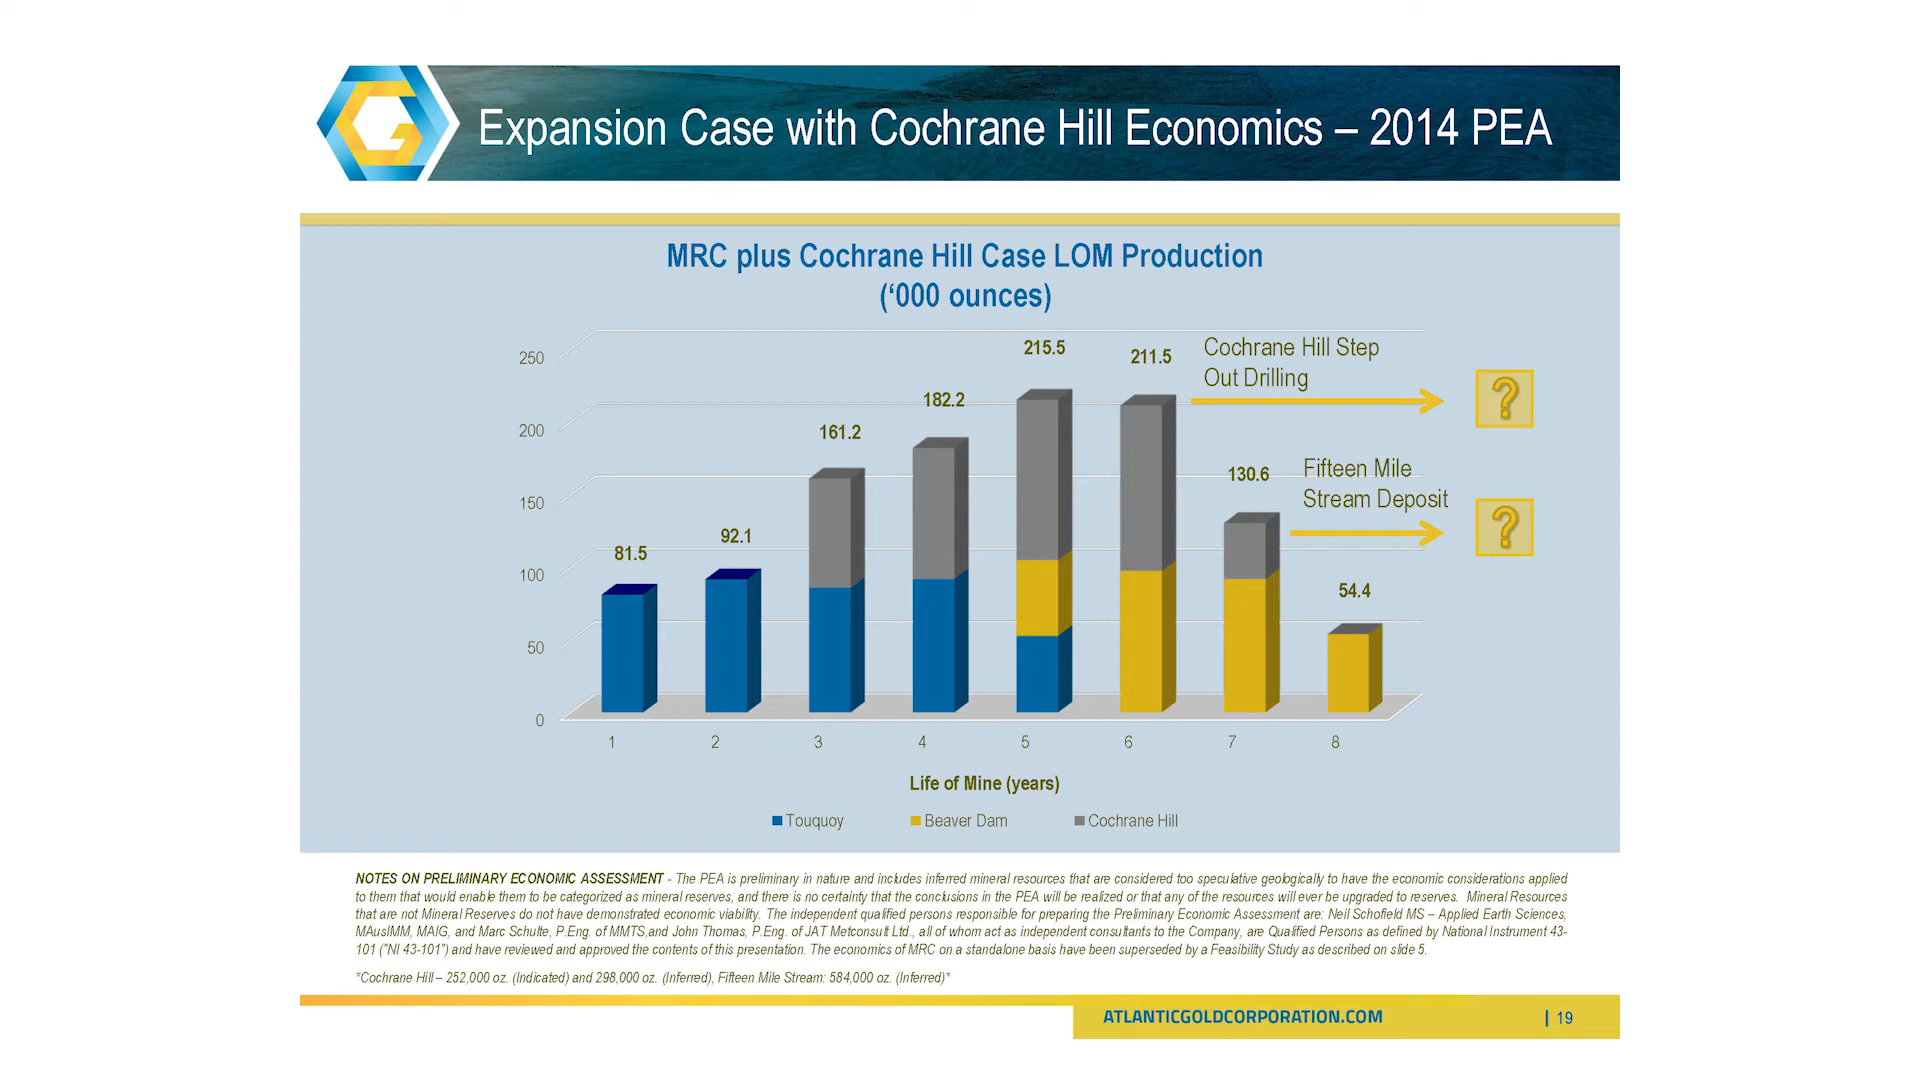 Expansion Case with Cochrane Hill Economics – 2014 PEA
MRC plus Cochrane Hill Case LOM Production
(‘000 ounces)
250
200
150
100
50
0
81.5
92.1
161.2
182.2
215.5
211.5
130.6
54.4
Cochrane Hill Step
Out Drilling
?
Fifteen Mile
Stream Deposit
?
1 2 3 4 5 6 7 8
Life of Mine (years)
Touquoy Beaver Dam Cochrane Hill
NOTES ON PRELIMINARY ECONOMIC ASSESSMENT - The PEA is preliminary in nature and includes inferred mineral resources that are considered too speculative geologically to have the economic considerations applied
to them that would enable them to be categorized as mineral reserves, and there is no certainty that the conclusions in the PEA will be realized or that any of the resources will ever be upgraded to reserves. Mineral Resources
that are not Mineral Reserves do not have demonstrated economic viability. The independent qualified persons responsible for preparing the Preliminary Economic Assessment are: Neil Schofield MS – Applied Earth Sciences,
MAusIMM, MAIG, and Marc Schulte, P.Eng. of MMTS,and John Thomas, P.Eng. of JAT Metconsult Ltd., all of whom act as independent consultants to the Company, are Qualified Persons as defined by National Instrument 43-
101 ("NI 43-101") and have reviewed and approved the contents of this presentation. The economics of MRC on a standalone basis have been superseded by a Feasibility Study as described on slide 5.
*Cochrane Hill – 252,000 oz. (Indicated) and 298,000 oz. (Inferred), Fifteen Mile Stream: 584,000 oz. (Inferred)*
ATLANTICGOLDCORPORATION.COM
| 19